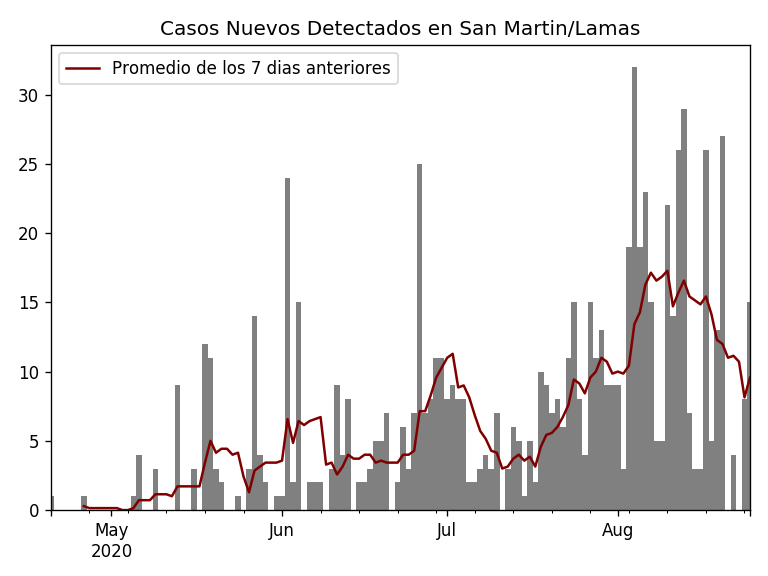 Casos Nuevos Detectados en San Martin/Lamas
Promedio de los 7 dias anteriores
30
25
20
15
10
5
0
May Jun Jul Aug
2020